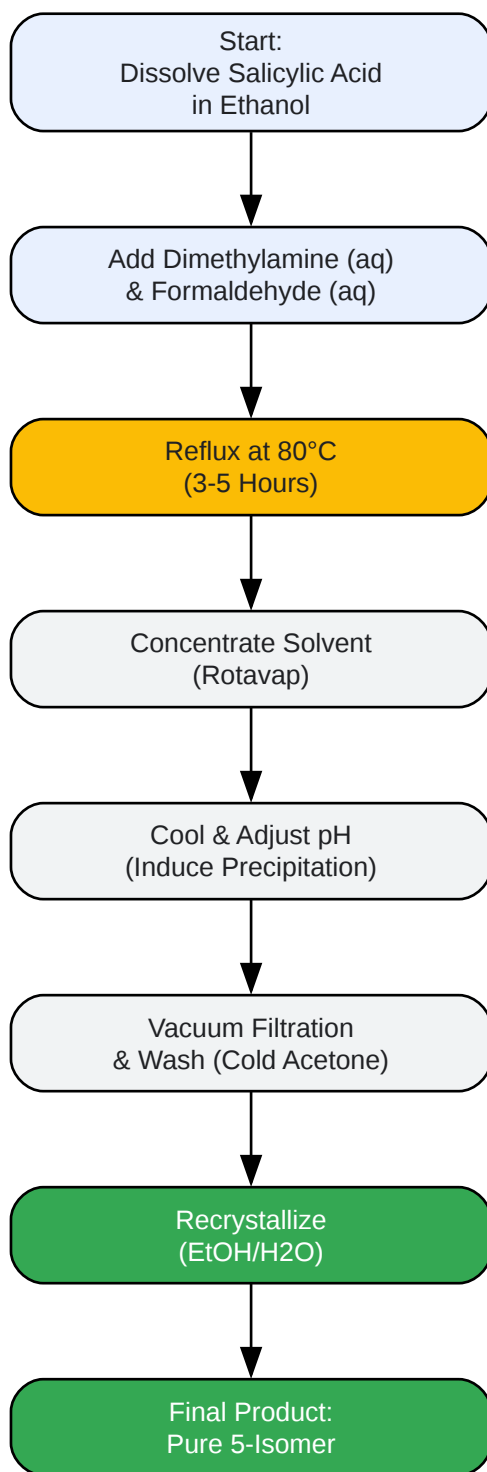 Start:
Dissolve Salicylic Acid
in Ethanol
Add Dimethylamine (aq)
& Formaldehyde (aq)
Reflux at 80°C
(3-5 Hours)
Concentrate Solvent
(Rotavap)
Cool & Adjust pH
(Induce Precipitation)
Vacuum Filtration
& Wash (Cold Acetone)
Recrystallize
(EtOH/H2O)
Final Product:
Pure 5-Isomer